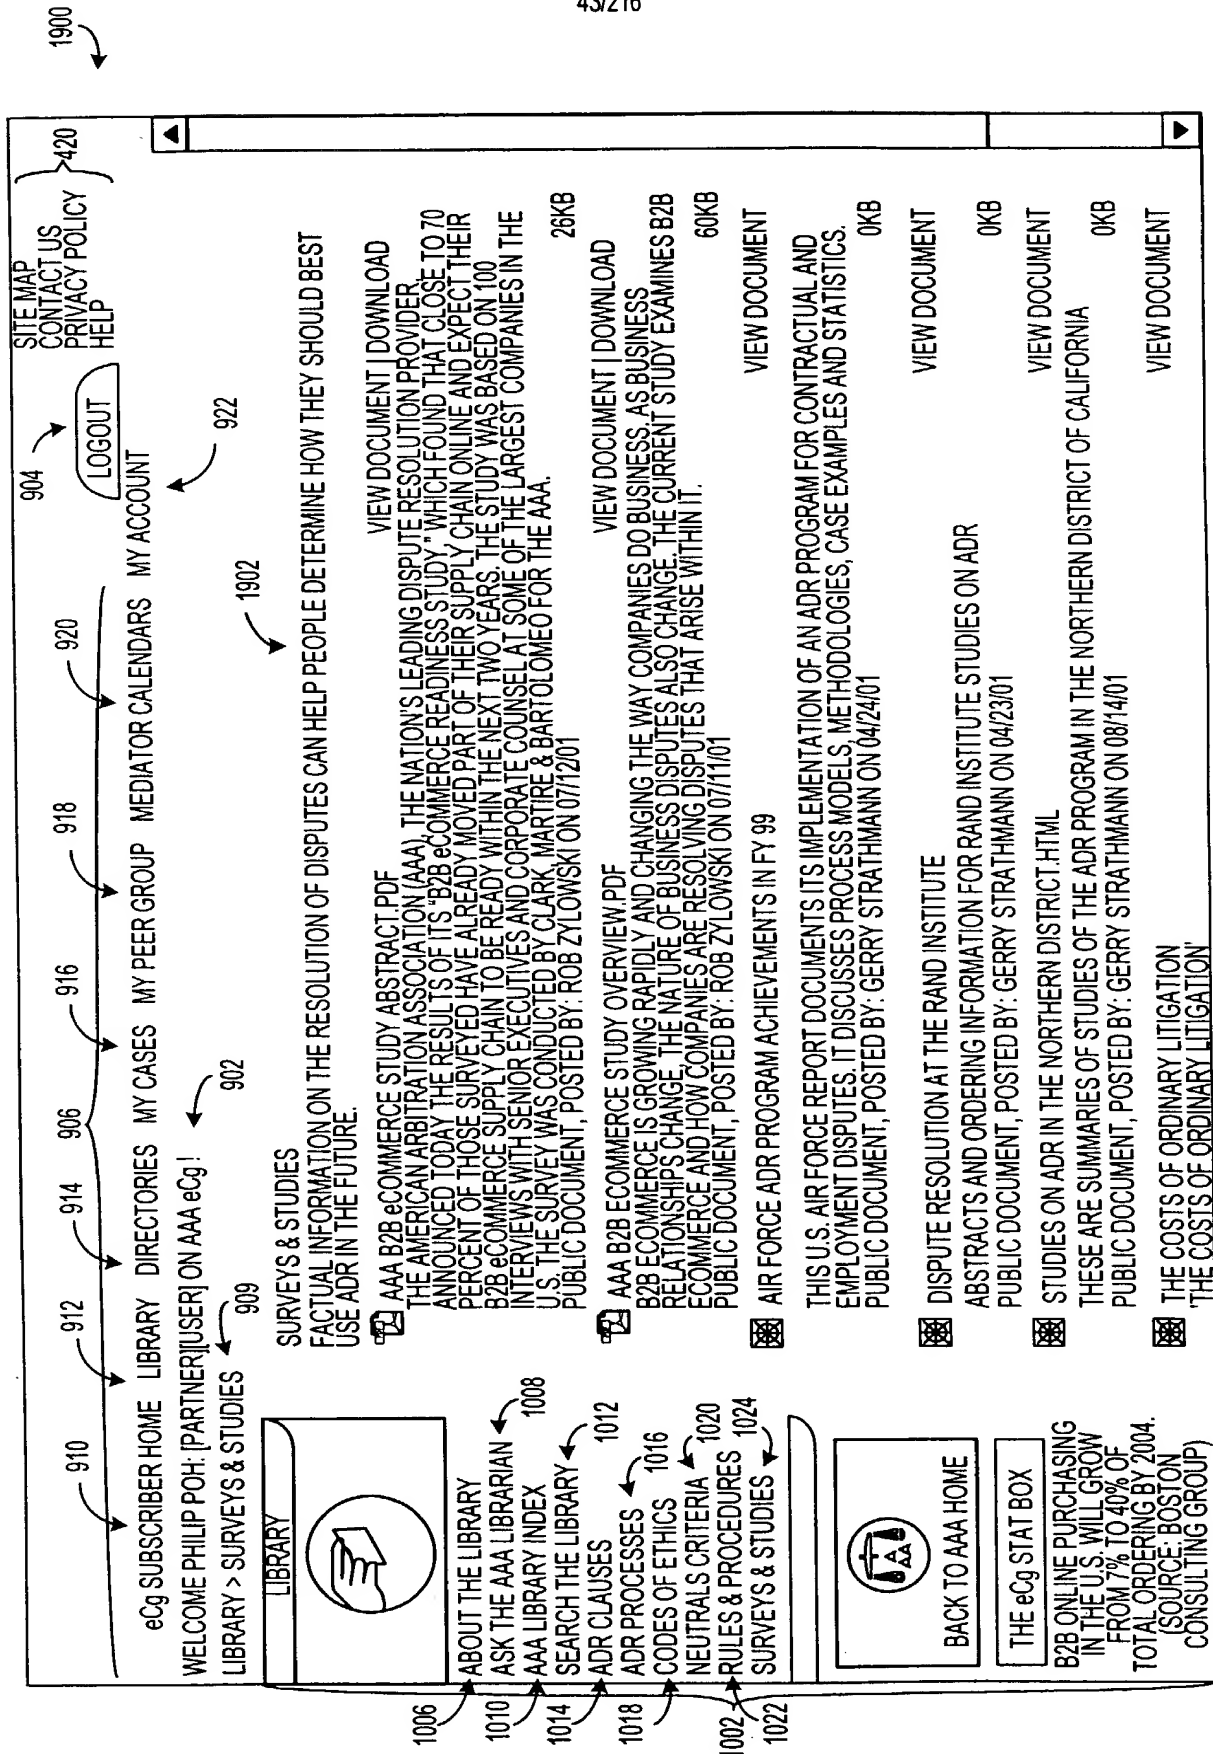 43/216
1900
SITE MAP
CONTACT US
PRIVACY POLICY
HELP
420
904
LOGOUT
906
910
912
914
916
918
920
922
eCg SUBSCRIBER HOME LIBRARY DIRECTORIES MY CASES MY PEER GROUP MEDIATOR CALENDARS MY ACCOUNT
WELCOME PHILIP POH: [PARTNER][USER] ON AAA eCg !
902
LIBRARY > SURVEYS & STUDIES
909
1902
LIBRARY
1006
ABOUT THE LIBRARY
ASK THE AAA LIBRARIAN
1008
1010
AAA LIBRARY INDEX
SEARCH THE LIBRARY
1012
1014
ADR CLAUSES
ADR PROCESSES
1016
1018
CODES OF ETHICS
NEUTRALS CRITERIA
1020
1002
1022
RULES & PROCEDURES
SURVEYS & STUDIES
1024
AAA
BACK TO AAA HOME
THE eCg STAT BOX
B2B ONLINE PURCHASING
IN THE U.S. WILL GROW
FROM 7% TO 40% OF
TOTAL ORDERING BY 2004.
(SOURCE: BOSTON
CONSULTING GROUP)
SURVEYS & STUDIES
FACTUAL INFORMATION ON THE RESOLUTION OF DISPUTES CAN HELP PEOPLE DETERMINE HOW THEY SHOULD BEST
USE ADR IN THE FUTURE.
AAA B2B eCOMMERCE STUDY ABSTRACT.PDF VIEW DOCUMENT | DOWNLOAD
THE AMERICAN ARBITRATION ASSOCIATION (AAA), THE NATION'S LEADING DISPUTE RESOLUTION PROVIDER,
ANNOUNCED TODAY THE RESULTS OF ITS "B2B eCOMMERCE READINESS STUDY," WHICH FOUND THAT CLOSE TO 70
PERCENT OF THOSE SURVEYED HAVE ALREADY MOVED PART OF THEIR SUPPLY CHAIN ONLINE AND EXPECT THEIR
B2B eCOMMERCE SUPPLY CHAIN TO BE READY WITHIN THE NEXT TWO YEARS. THE STUDY WAS BASED ON 100
INTERVIEWS WITH SENIOR EXECUTIVES AND CORPORATE COUNSEL AT SOME OF THE LARGEST COMPANIES IN THE
U.S. THE SURVEY WAS CONDUCTED BY CLARK, MARTIRE & BARTOLOMEO FOR THE AAA.
PUBLIC DOCUMENT, POSTED BY: ROB ZYLOWSKI ON 07/12/01 26KB
AAA B2B ECOMMERCE STUDY OVERVIEW.PDF VIEW DOCUMENT | DOWNLOAD
B2B ECOMMERCE IS GROWING RAPIDLY AND CHANGING THE WAY COMPANIES DO BUSINESS. AS BUSINESS
RELATIONSHIPS CHANGE, THE NATURE OF BUSINESS DISPUTES ALSO CHANGE. THE CURRENT STUDY EXAMINES B2B
ECOMMERCE AND HOW COMPANIES ARE RESOLVING DISPUTES THAT ARISE WITHIN IT.
PUBLIC DOCUMENT, POSTED BY: ROB ZYLOWSKI ON 07/11/01 60KB
AIR FORCE ADR PROGRAM ACHIEVEMENTS IN FY 99 VIEW DOCUMENT
THIS U.S. AIR FORCE REPORT DOCUMENTS ITS IMPLEMENTATION OF AN ADR PROGRAM FOR CONTRACTUAL AND
EMPLOYMENT DISPUTES. IT DISCUSSES PROCESS MODELS, METHODOLOGIES, CASE EXAMPLES AND STATISTICS.
PUBLIC DOCUMENT, POSTED BY: GERRY STRATHMANN ON 04/24/01 0KB
DISPUTE RESOLUTION AT THE RAND INSTITUTE VIEW DOCUMENT
ABSTRACTS AND ORDERING INFORMATION FOR RAND INSTITUTE STUDIES ON ADR
PUBLIC DOCUMENT, POSTED BY: GERRY STRATHMANN ON 04/23/01 0KB
STUDIES ON ADR IN THE NORTHERN DISTRICT.HTML VIEW DOCUMENT
THESE ARE SUMMARIES OF STUDIES OF THE ADR PROGRAM IN THE NORTHERN DISTRICT OF CALIFORNIA
PUBLIC DOCUMENT, POSTED BY: GERRY STRATHMANN ON 08/14/01 0KB
'THE COSTS OF ORDINARY LITIGATION VIEW DOCUMENT
'THE COSTS OF ORDINARY LITIGATION'